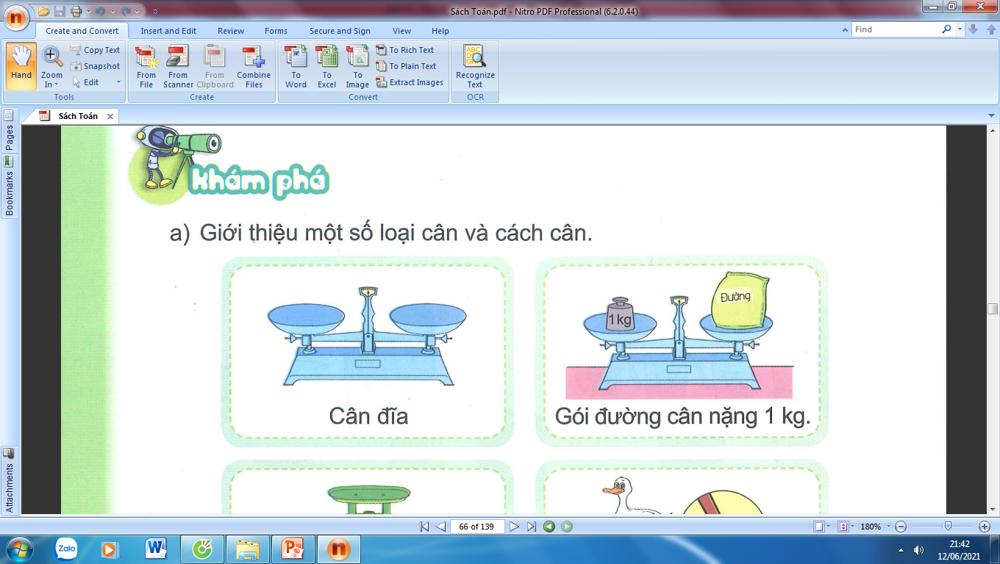 Sách Toán.pdf - Nitro PDF Professional (6.2.0.44)
Create and Convert Insert and Edit Review Forms Secure and Sign View Help Find
Hand
Zoom In
Copy Text
Snapshot
Edit
Tools
From File
From Scanner
From Clipboard
Combine Files
Create
To Word
To Excel
To Image
To Rich Text
To Plain Text
Extract Images
Convert
ABC
Recognize Text
OCR
Sách Toán
Pages
Bookmarks
Attachments
Khám phá
a) Giới thiệu một số loại cân và cách cân.
1 kg
Đường
Cân đĩa
Gói đường cân nặng 1 kg.
66 of 139
180%
Zalo
21:42
12/06/2021